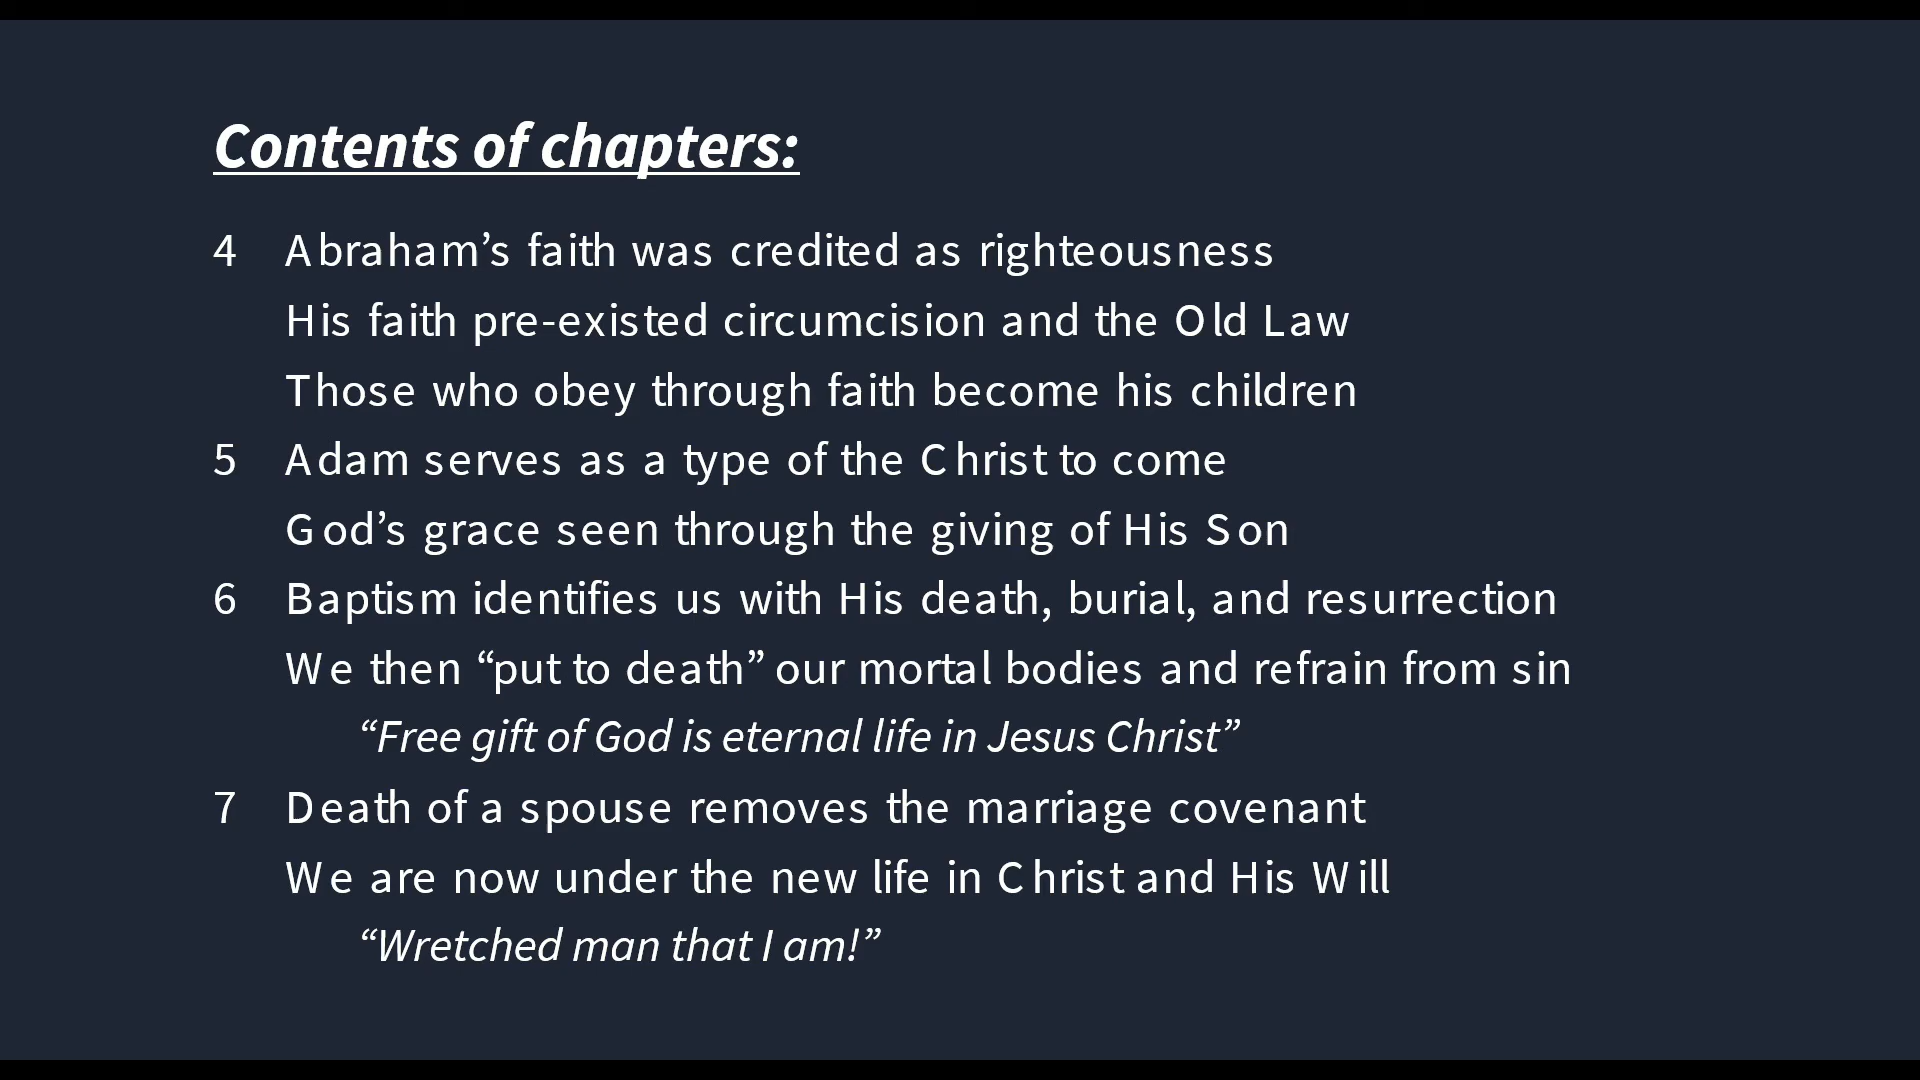 Contents of chapters:
4 Abraham’s faith was credited as righteousness
His faith pre-existed circumcision and the Old Law
Those who obey through faith become his children
5 Adam serves as a type of the Christ to come
God’s grace seen through the giving of His Son
6 Baptism identifies us with His death, burial, and resurrection
We then “put to death” our mortal bodies and refrain from sin
“Free gift of God is eternal life in Jesus Christ”
7 Death of a spouse removes the marriage covenant
We are now under the new life in Christ and His Will
“Wretched man that I am!”